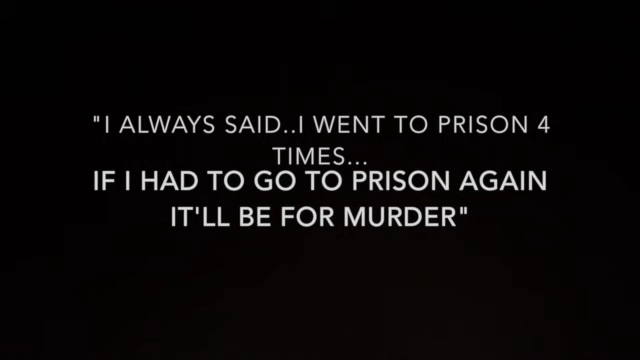 "I ALWAYS SAID..I WENT TO PRISON 4
TIMES...
IF I HAD TO GO TO PRISON AGAIN
IT'LL BE FOR MURDER"